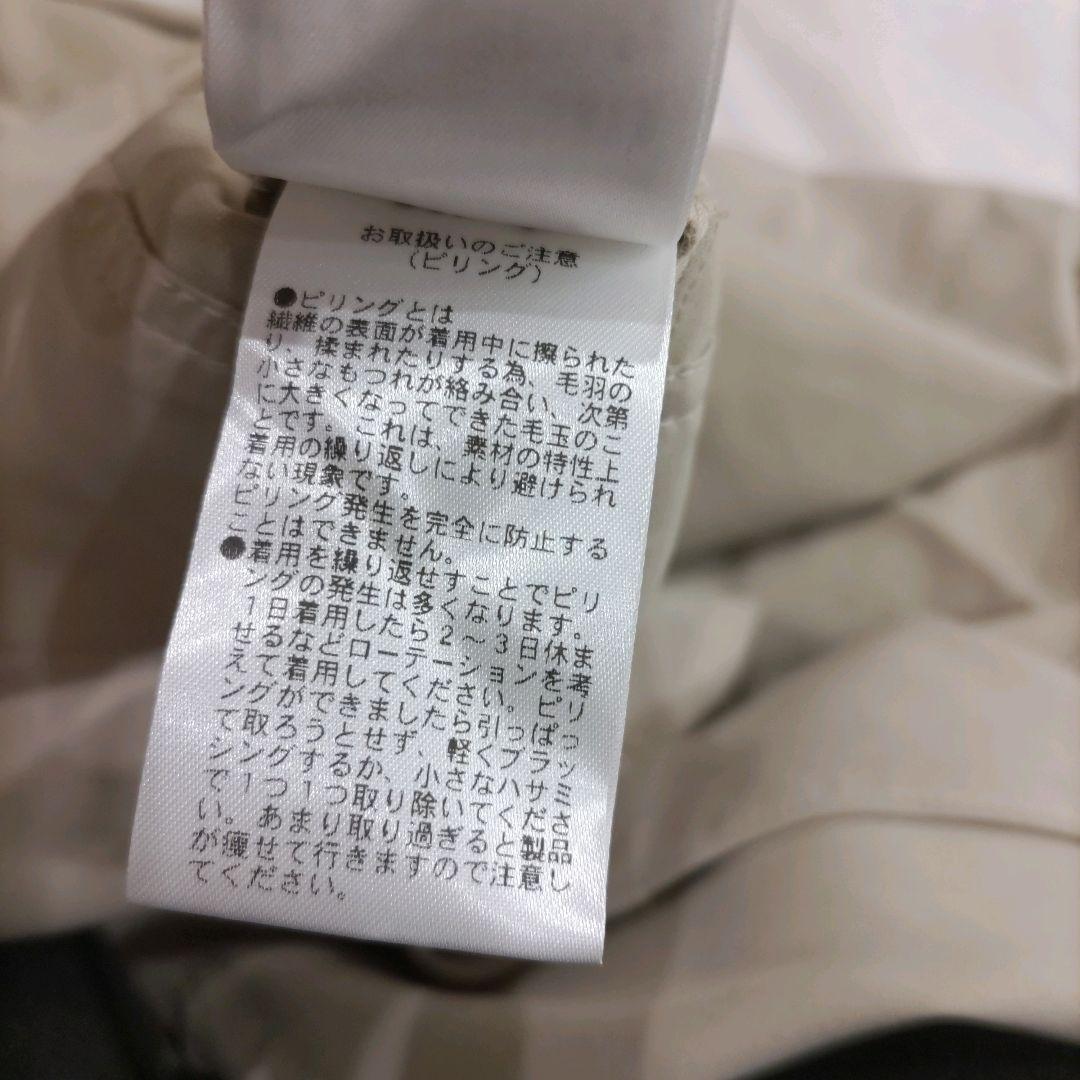 お取扱いのご注意
(ピリング)
●ピリングとは
繊維の表面が着用中に擦られた
り、揉まれたりする為、毛羽の
小さなもつれが絡み合い、次第
に大きくなってできた毛玉のこ
とです。これは、素材の特性上
着用の繰り返しにより避けられ
ない現象です。
ピリング発生を完全に防止する
ことはできません。
●着用を繰り返せすことでピリ
ングの発生は多くなります。
1日着用したら2～3日休ま
せるなどローテーションを考
えて着用してください。ピリ
ングができましたら引っぱっ
て取ろうとせず、軽くブラッ
シングするか、小さなハサミ
で1つ1つ取り除いてくださ
い。あまり取り過ぎると製品
が痩せて行きますので注意し
てください。